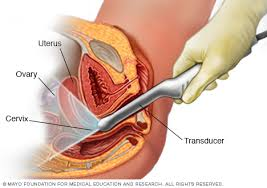 Uterus
Ovary
Cervix
Transducer
© MAYO FOUNDATION FOR MEDICAL EDUCATION AND RESEARCH. ALL RIGHTS RESERVED.